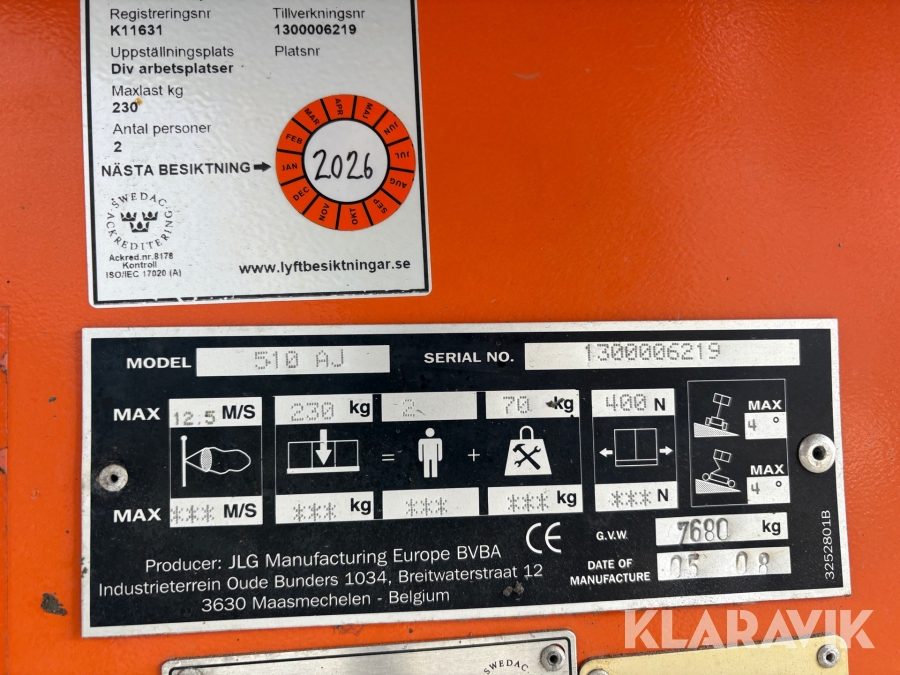 Registreringsnr Tillverkningsnr
K11631 1300006219
Uppställningsplats Platsnr
Div arbetsplatser
Maxlast kg
230
Antal personer
2
NÄSTA BESIKTNING
JAN FEB MAR APR MAJ JUN JUL AUG SEP OKT NOV DEC
2026
SWEDAC
ACKREDITERING
Ackred.nr.8178
Kontroll
ISO/IEC 17020 (A)
www.lyftbesiktningar.se
MODEL 510 AJ SERIAL NO. 1300006219
MAX 12.5 M/S 230 kg 2 70 kg 400 N MAX 4 °
= +
MAX 4 °
MAX *** M/S *** kg *** *** kg *** N
CE G.V.W. 7680 kg
Producer: JLG Manufacturing Europe BVBA
Industrieterrein Oude Bunders 1034, Breitwaterstraat 12
3630 Maasmechelen - Belgium
DATE OF MANUFACTURE 05 08
3252801B
KLARAVIK
SWEDAC